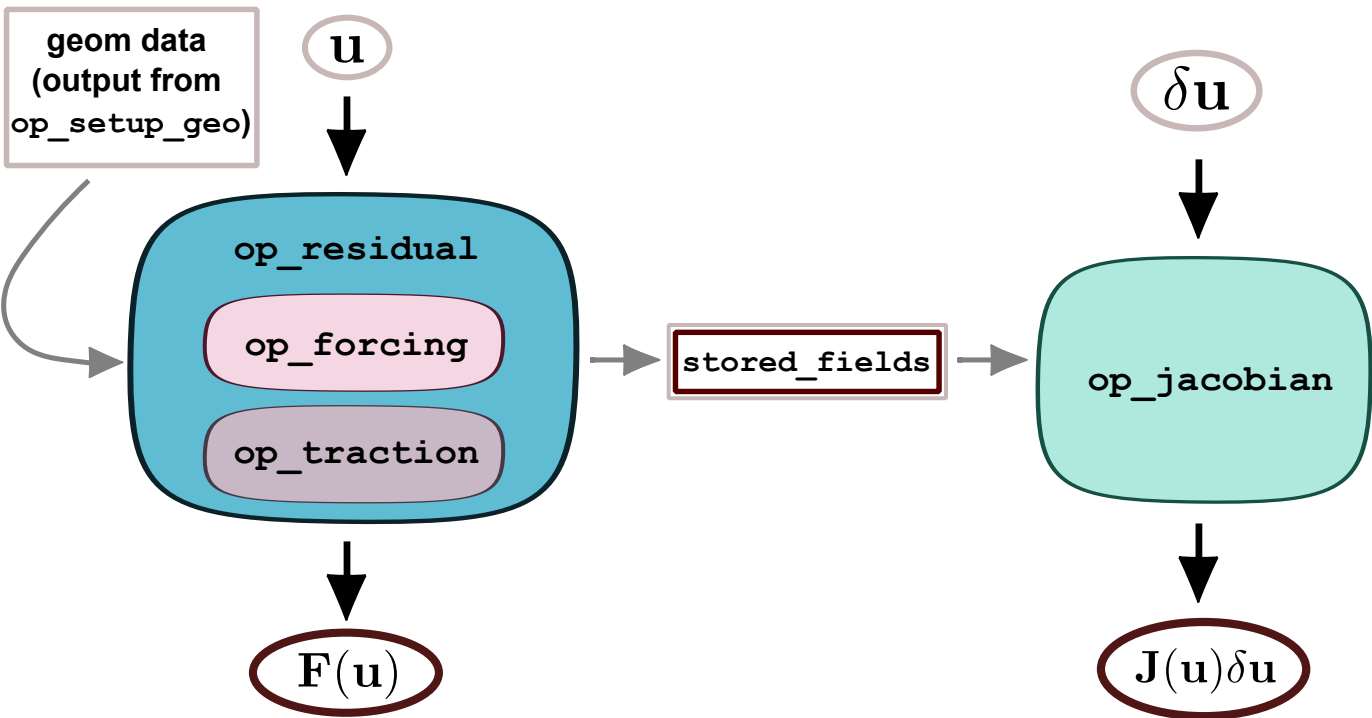 geom data
(output from
op_setup_geo)
u
δu
op_residual
op_forcing
op_traction
stored_fields
op_jacobian
F(u)
J(u)δu